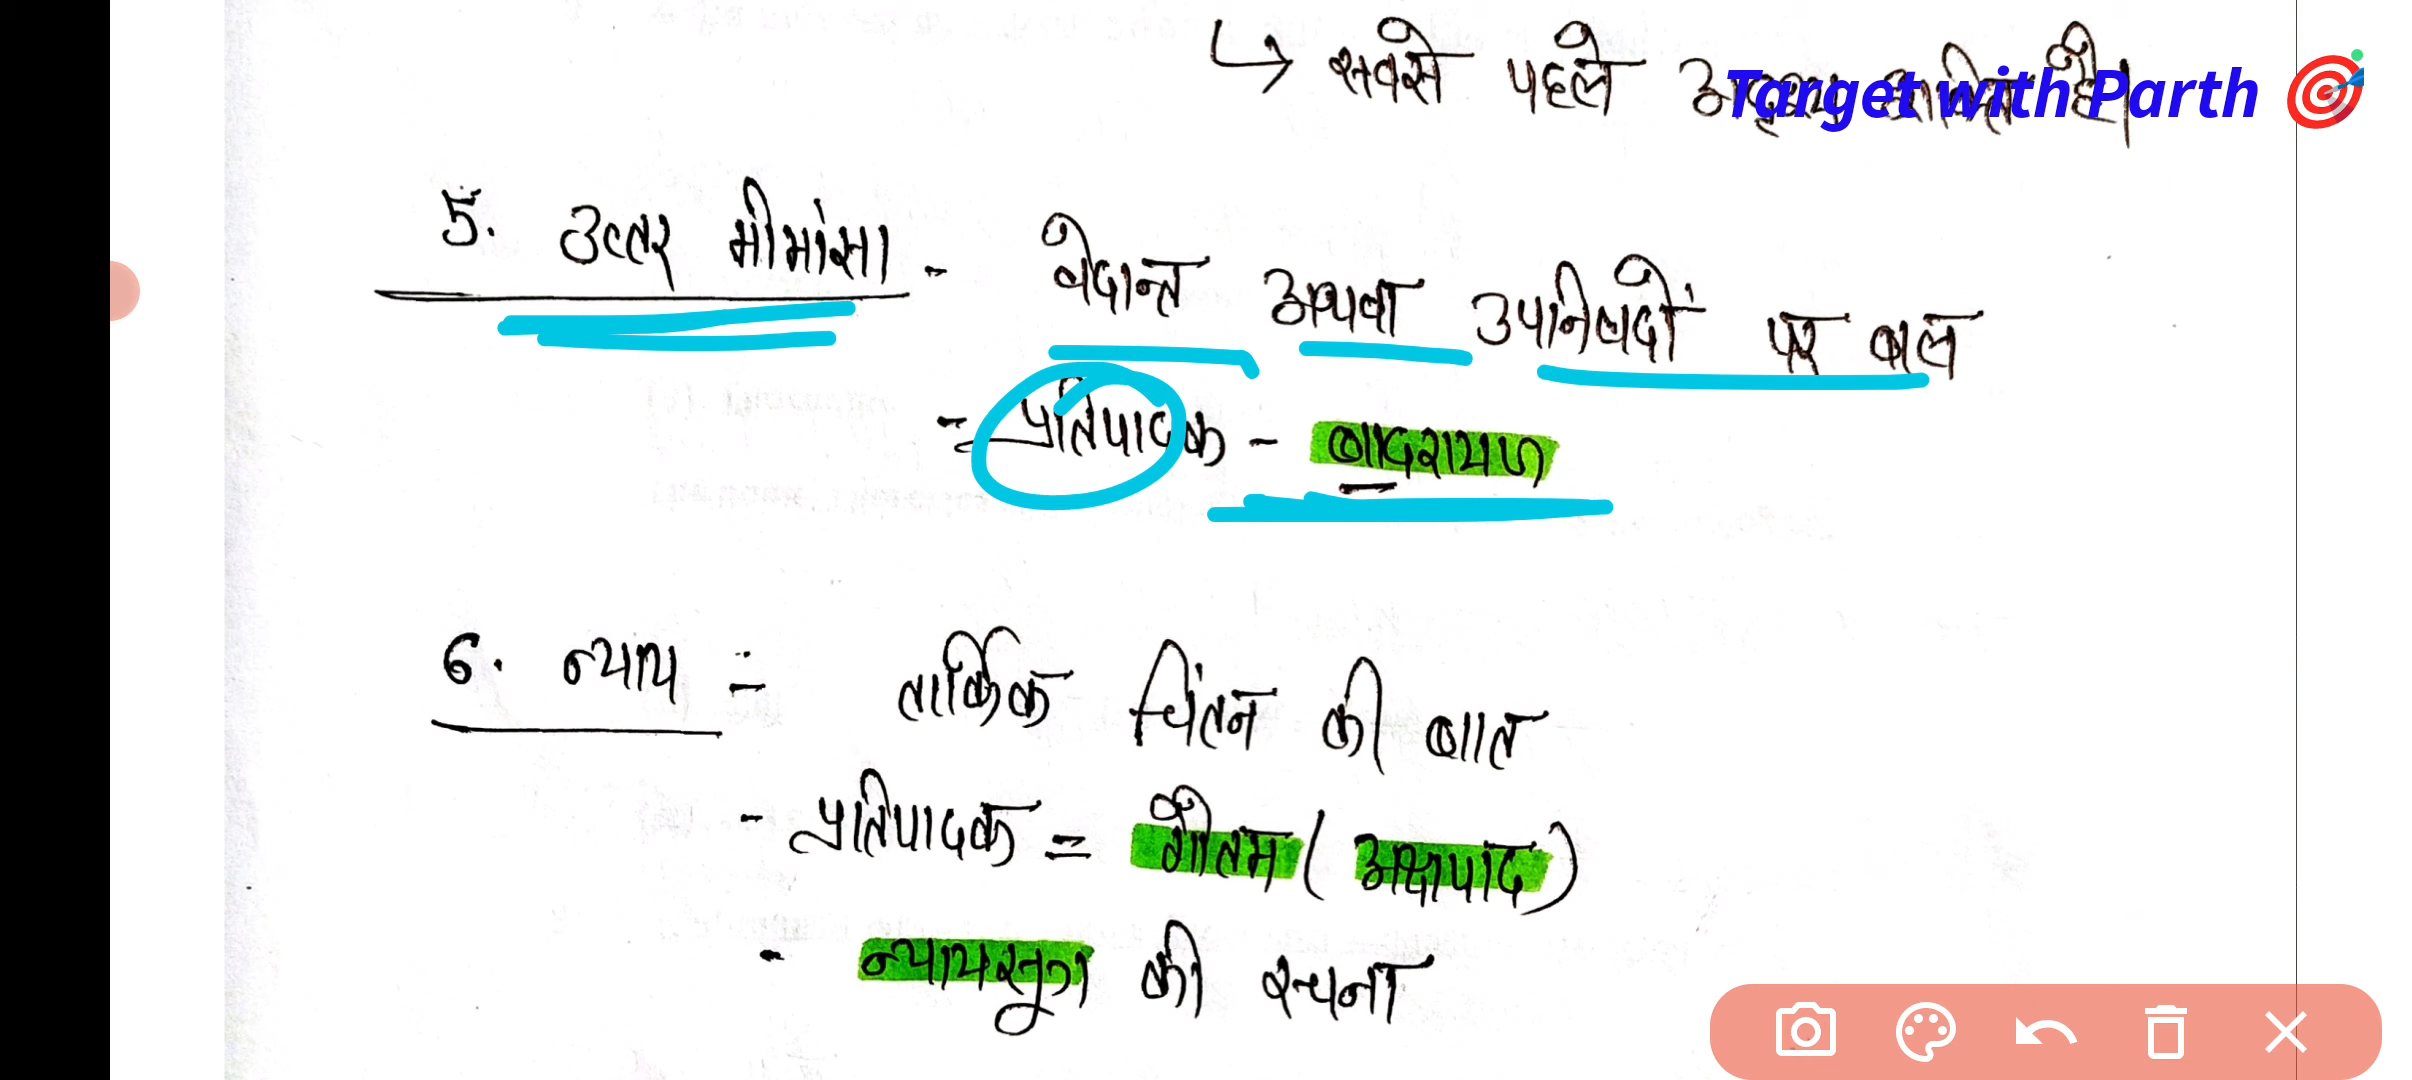 ↳ सबसे पहले
Target with Parth
5. उत्तर मीमांसा - वेदान्त अथवा उपनिषदों पर बल
- प्रतिपादक - बादरायण
6. न्याय = तार्किक चिंतन की बात
- प्रतिपादक = गौतम ( अक्षपाद )
- न्यायसूत्र की रचना